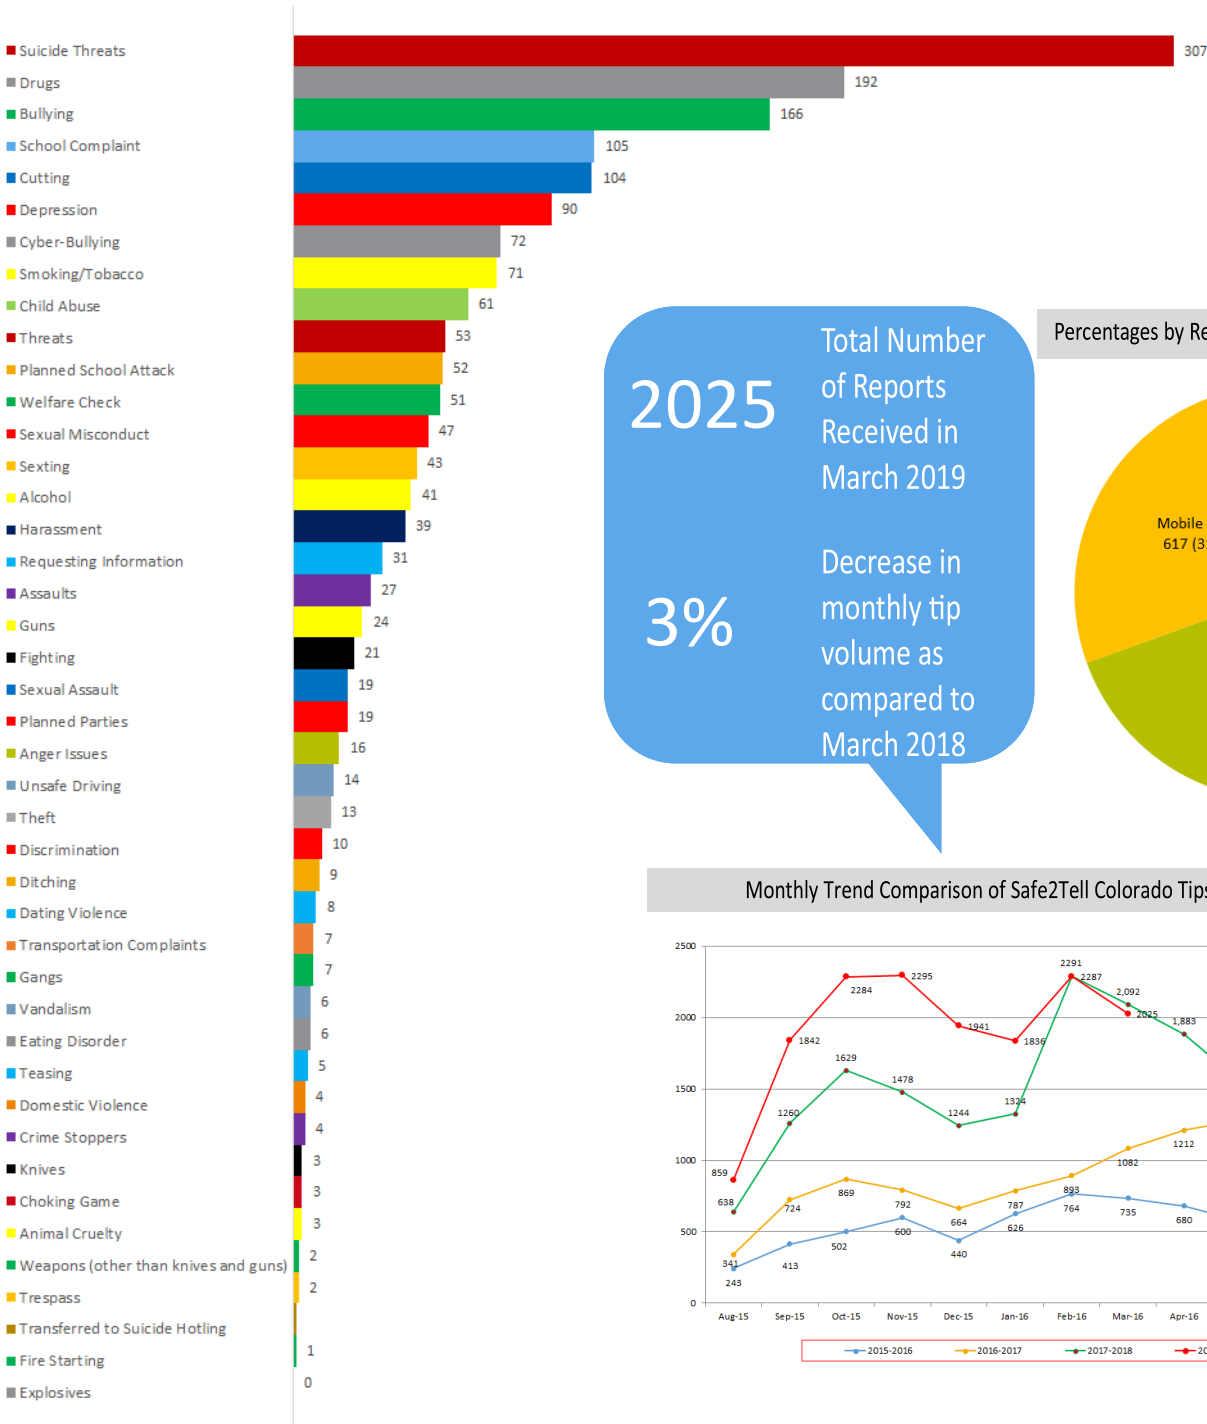 Suicide Threats 307
Drugs 192
Bullying 166
School Complaint 105
Cutting 104
Depression 90
Cyber-Bullying 72
Smoking/Tobacco 71
Child Abuse 61
Threats 53
Planned School Attack 52
Welfare Check 51
Sexual Misconduct 47
Sexting 43
Alcohol 41
Harassment 39
Requesting Information 31
Assaults 27
Guns 24
Fighting 21
Sexual Assault 19
Planned Parties 19
Anger Issues 16
Unsafe Driving 14
Theft 13
Discrimination 10
Ditching 9
Dating Violence 8
Transportation Complaints 7
Gangs 7
Vandalism 6
Eating Disorder 6
Teasing 5
Domestic Violence 4
Crime Stoppers 4
Knives 3
Choking Game 3
Animal Cruelty 3
Weapons (other than knives and guns) 2
Trespass 2
Transferred to Suicide Hotling
Fire Starting 1
Explosives 0
2025
Total Number
of Reports
Received in
March 2019
3%
Decrease in
monthly tip
volume as
compared to
March 2018
Percentages by
Mobile
617
Monthly Trend Comparison of Safe2Tell Colorado Tips
2500
2000
1500
1000
500
0
859 1842 2284 2295 1941 1836 2291 2025
638 1260 1629 1478 1244 1324 2287 2,092 1,883
341 724 869 792 664 787 893 1082 1212
243 413 502 600 440 626 764 735 680
Aug-15 Sep-15 Oct-15 Nov-15 Dec-15 Jan-16 Feb-16 Mar-16 Apr-16
2015-2016 2016-2017 2017-2018